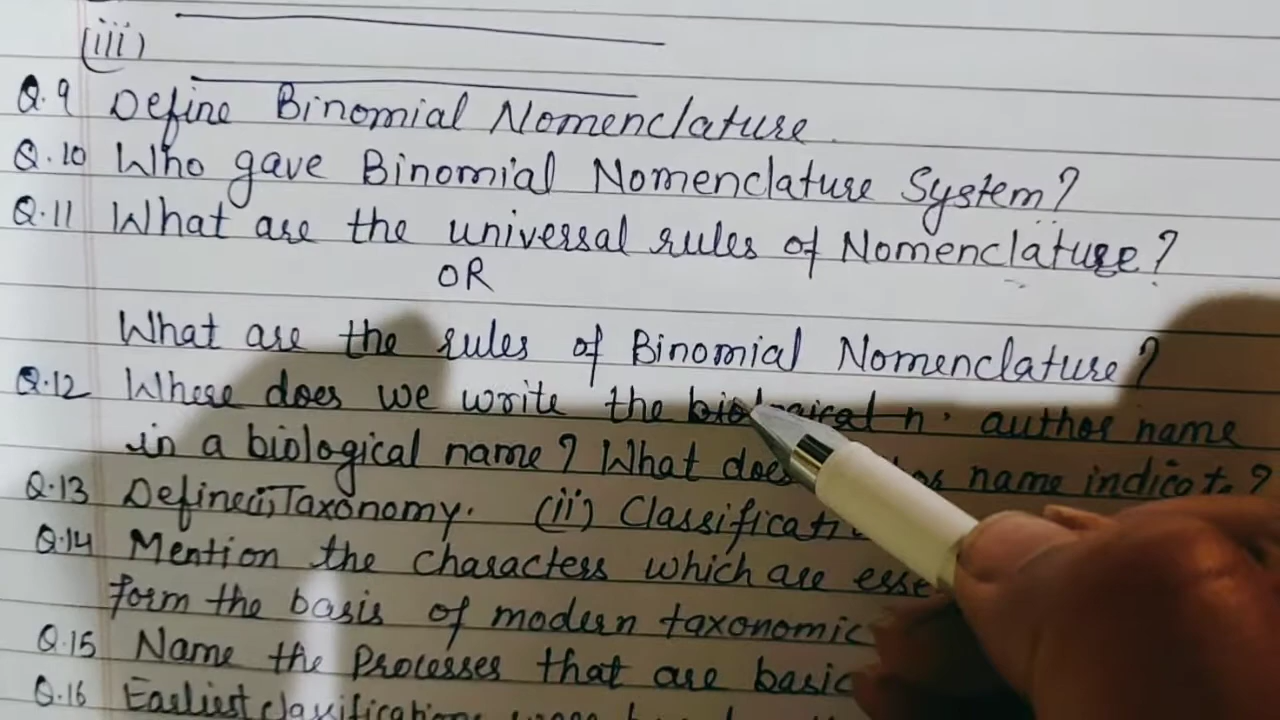 (iii)
Q.9 Define Binomial Nomenclature.
Q.10 Who gave Binomial Nomenclature System?
Q.11 What are the universal rules of Nomenclature?
OR
What are the rules of Binomial Nomenclature?
Q.12 Where does we write the author name
in a biological name? What does name indicate?
Q.13 Define (i) Taxonomy. (ii)
Q.14 Mention the characters which are
form the basis of modern taxonomic
Q.15 Name the Processes that are basic
Q.16 Earliest classifications